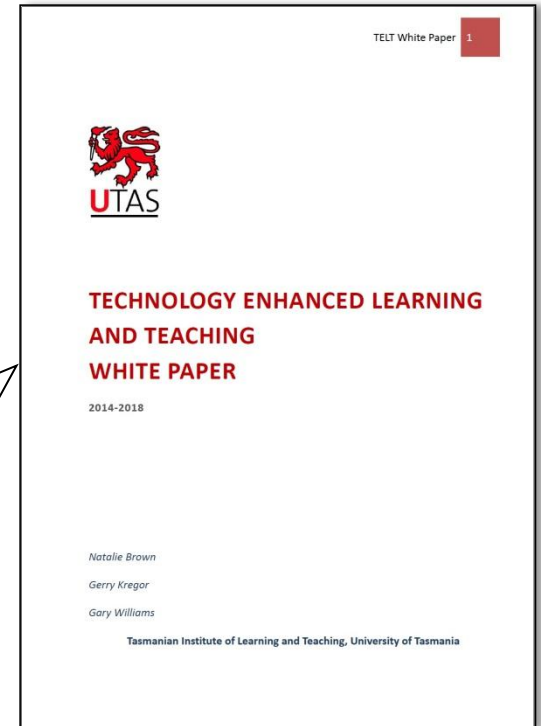 TELT White Paper 1
UTAS
TECHNOLOGY ENHANCED LEARNING
AND TEACHING
WHITE PAPER
2014-2018
Natalie Brown
Gerry Kregor
Gary Williams
Tasmanian Institute of Learning and Teaching, University of Tasmania